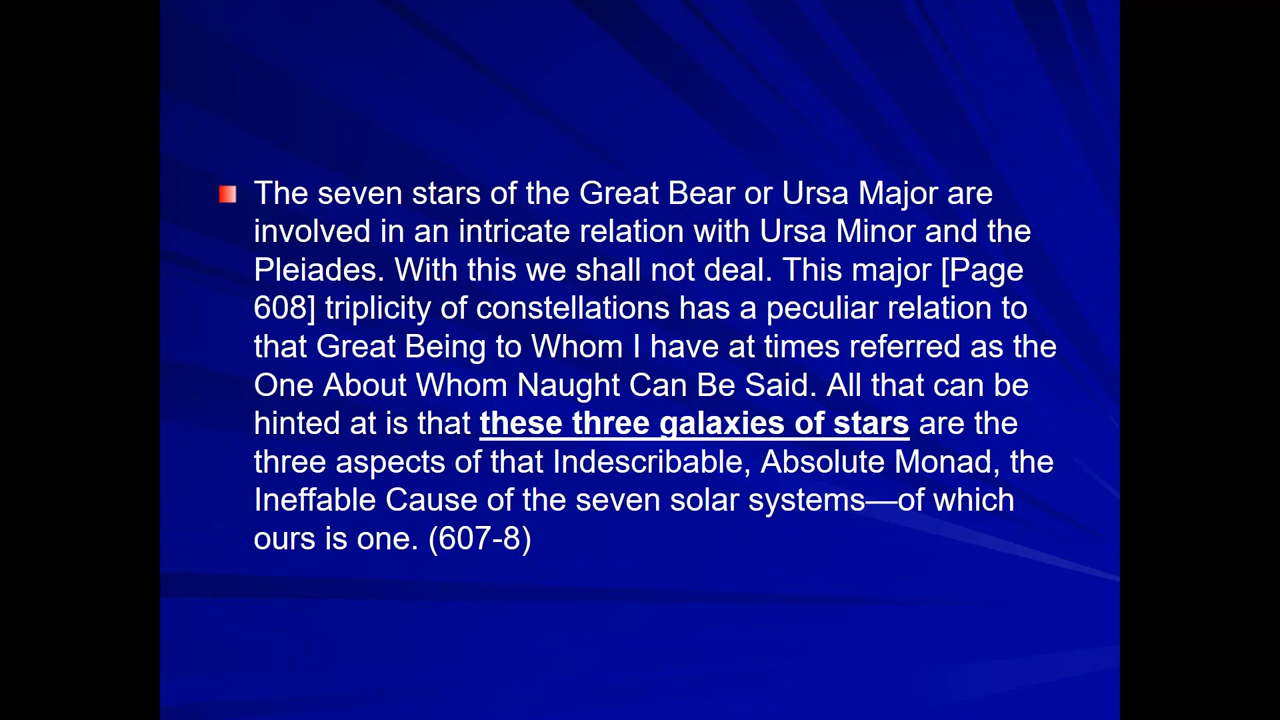 The seven stars of the Great Bear or Ursa Major are
involved in an intricate relation with Ursa Minor and the
Pleiades. With this we shall not deal. This major [Page
608] triplicity of constellations has a peculiar relation to
that Great Being to Whom I have at times referred as the
One About Whom Naught Can Be Said. All that can be
hinted at is that these three galaxies of stars are the
three aspects of that Indescribable, Absolute Monad, the
Ineffable Cause of the seven solar systems—of which
ours is one. (607-8)